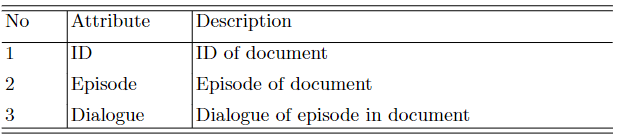 No Attribute Description
1 ID ID of document
2 Episode Episode of document
3 Dialogue Dialogue of episode in document